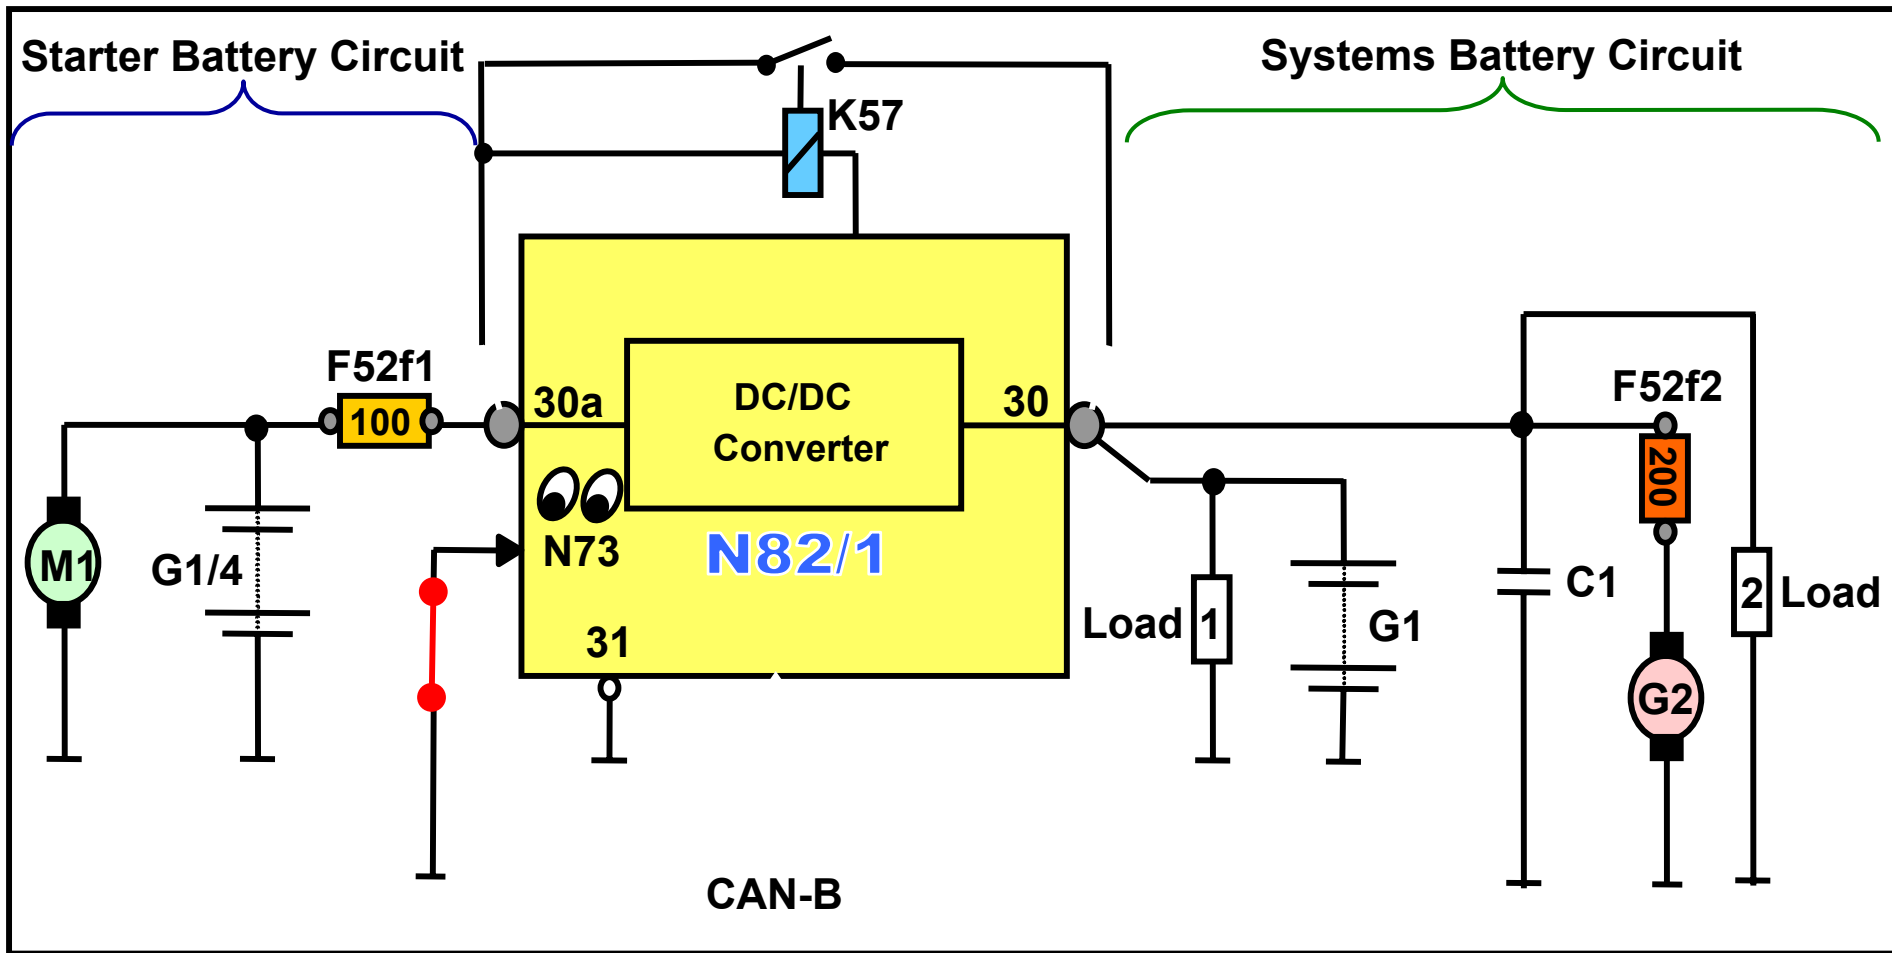 Starter Battery Circuit
Systems Battery Circuit
K57
F52f1
100
30a
DC/DC
Converter
30
F52f2
200
M1
G1/4
N73
N82/1
31
Load 1
G1
C1
2 Load
G2
CAN-B